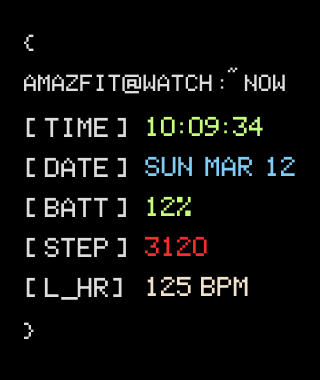 {
AMAZFIT@WATCH:~ NOW
[TIME] 10:09:34
[DATE] SUN MAR 12
[BATT] 12%
[STEP] 3120
[L_HR] 125 BPM
}